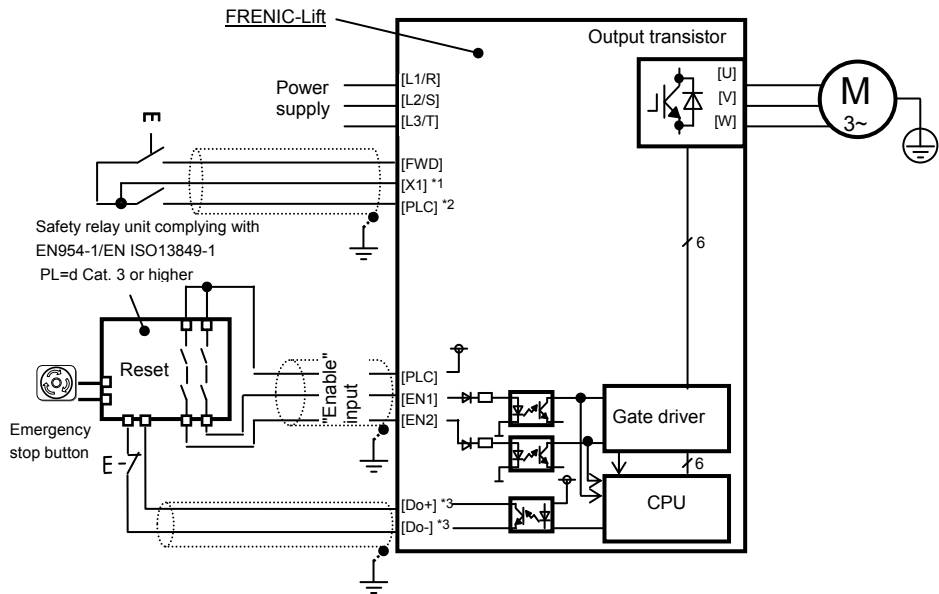 FRENIC-Lift
Output transistor
Power
supply
[L1/R]
[L2/S]
[L3/T]
[U]
[V]
[W]
M
3~
[FWD]
[X1] *1
[PLC] *2
Safety relay unit complying with
EN954-1/EN ISO13849-1
PL=d Cat. 3 or higher
6
Reset
"Enable"
input
[PLC]
[EN1]
[EN2]
Gate driver
Emergency
stop button
6
[Do+] *3
[Do-] *3
CPU